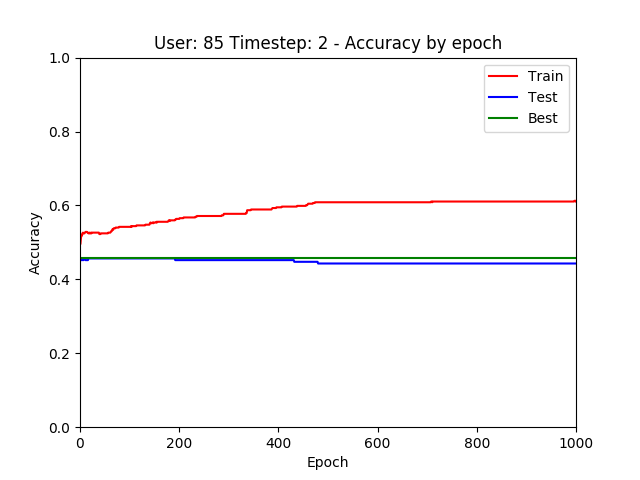 User: 85 Timestep: 2 - Accuracy by epoch
1.0
0.8
0.6
0.4
0.2
0.0
Accuracy
0 200 400 600 800 1000
Epoch
Train
Test
Best